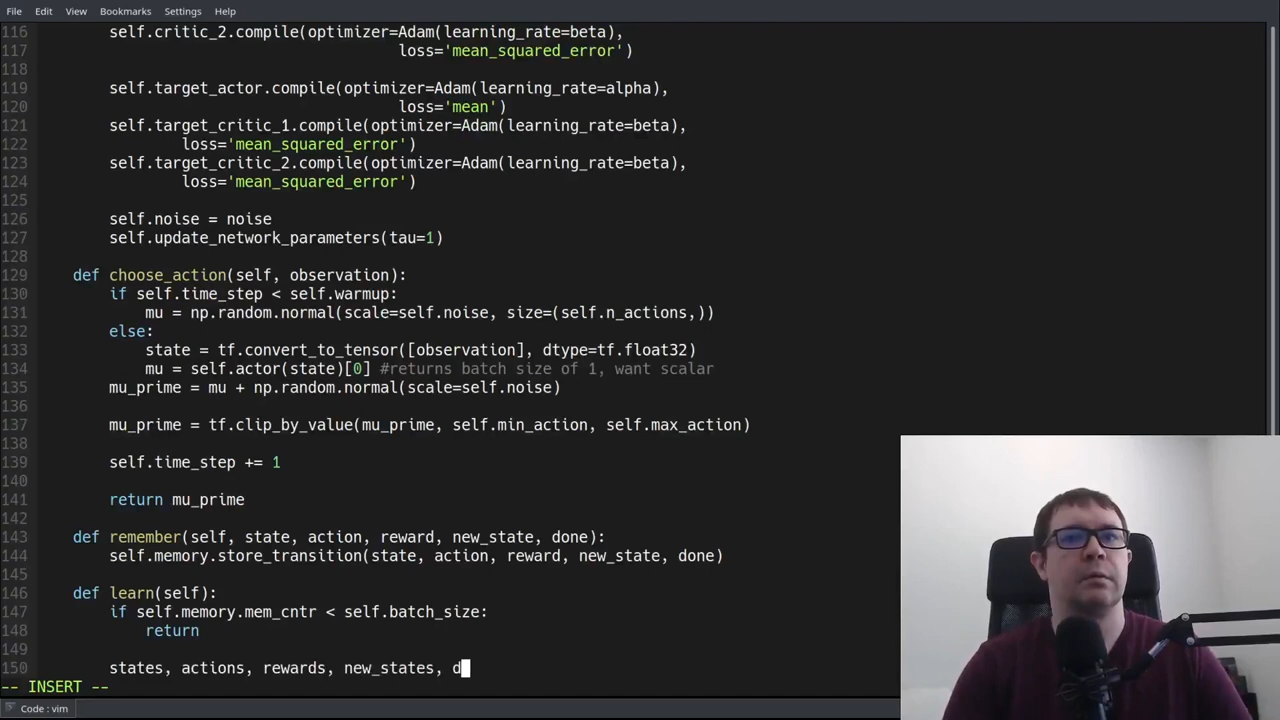 File Edit View Bookmarks Settings Help
116 self.critic_2.compile(optimizer=Adam(learning_rate=beta),
117 loss='mean_squared_error')
118
119 self.target_actor.compile(optimizer=Adam(learning_rate=alpha),
120 loss='mean')
121 self.target_critic_1.compile(optimizer=Adam(learning_rate=beta),
122 loss='mean_squared_error')
123 self.target_critic_2.compile(optimizer=Adam(learning_rate=beta),
124 loss='mean_squared_error')
125
126 self.noise = noise
127 self.update_network_parameters(tau=1)
128
129 def choose_action(self, observation):
130 if self.time_step < self.warmup:
131 mu = np.random.normal(scale=self.noise, size=(self.n_actions,))
132 else:
133 state = tf.convert_to_tensor([observation], dtype=tf.float32)
134 mu = self.actor(state)[0] #returns batch size of 1, want scalar
135 mu_prime = mu + np.random.normal(scale=self.noise)
136
137 mu_prime = tf.clip_by_value(mu_prime, self.min_action, self.max_action)
138
139 self.time_step += 1
140
141 return mu_prime
142
143 def remember(self, state, action, reward, new_state, done):
144 self.memory.store_transition(state, action, reward, new_state, done)
145
146 def learn(self):
147 if self.memory.mem_cntr < self.batch_size:
148 return
149
150 states, actions, rewards, new_states, d
-- INSERT --
Code : vim